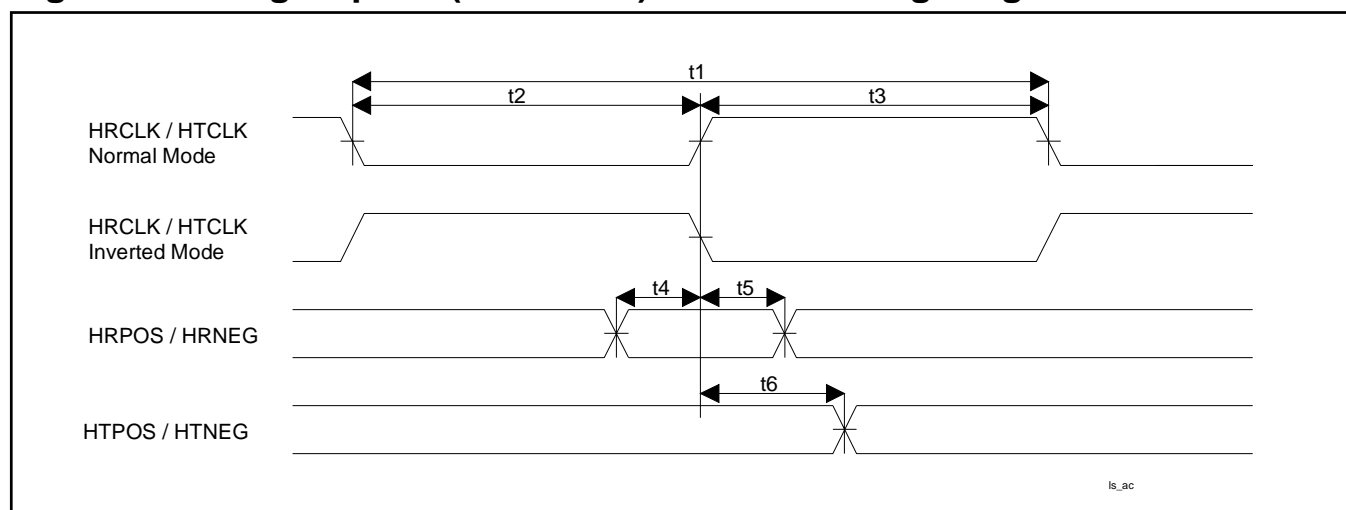 t1
t2
t3
HRCLK / HTCLK
Normal Mode
HRCLK / HTCLK
Inverted Mode
t4
t5
HRPOS / HRNEG
t6
HTPOS / HTNEG
ls_ac